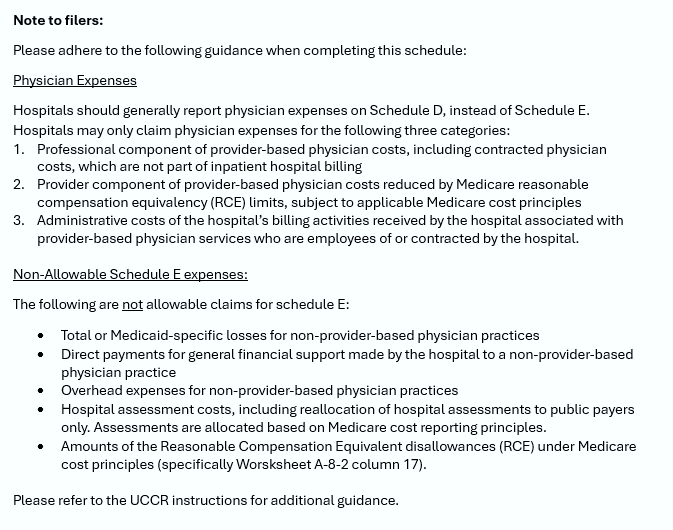 Note to filers:
Please adhere to the following guidance when completing this schedule:
Physician Expenses
Hospitals should generally report physician expenses on Schedule D, instead of Schedule E.
Hospitals may only claim physician expenses for the following three categories:
1. Professional component of provider-based physician costs, including contracted physician
costs, which are not part of inpatient hospital billing
2. Provider component of provider-based physician costs reduced by Medicare reasonable
compensation equivalency (RCE) limits, subject to applicable Medicare cost principles
3. Administrative costs of the hospital's billing activities received by the hospital associated with
provider-based physician services who are employees of or contracted by the hospital.
Non-Allowable Schedule E expenses:
The following are not allowable claims for schedule E:
• Total or Medicaid-specific losses for non-provider-based physician practices
• Direct payments for general financial support made by the hospital to a non-provider-based
physician practice
• Overhead expenses for non-provider-based physician practices
• Hospital assessment costs, including reallocation of hospital assessments to public payers
only. Assessments are allocated based on Medicare cost reporting principles.
• Amounts of the Reasonable Compensation Equivalent disallowances (RCE) under Medicare
cost principles (specifically Worsksheet A-8-2 column 17).
Please refer to the UCCR instructions for additional guidance.